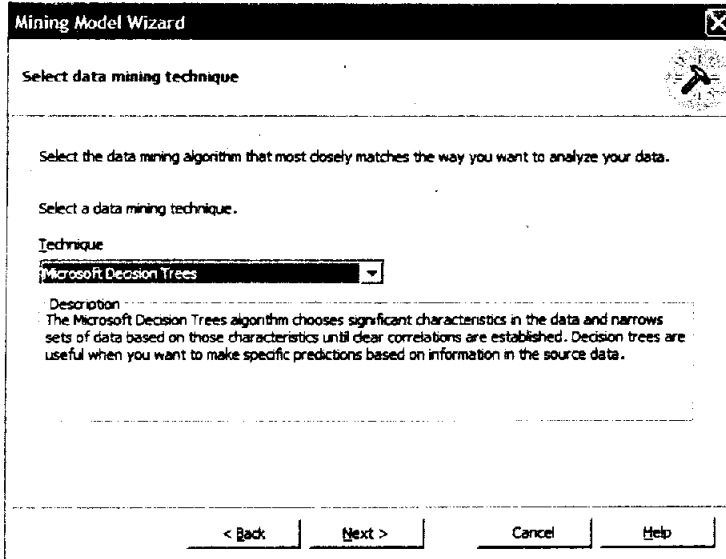 Mining Model Wizard
Select data mining technique
Select the data mining algorithm that most closely matches the way you want to analyze your data.
Select a data mining technique.
Technique
Microsoft Decision Trees
Description
The Microsoft Decision Trees algorithm chooses significant characteristics in the data and narrows
sets of data based on those characteristics until clear correlations are established. Decision trees are
useful when you want to make specific predictions based on information in the source data.
< Back Next > Cancel Help